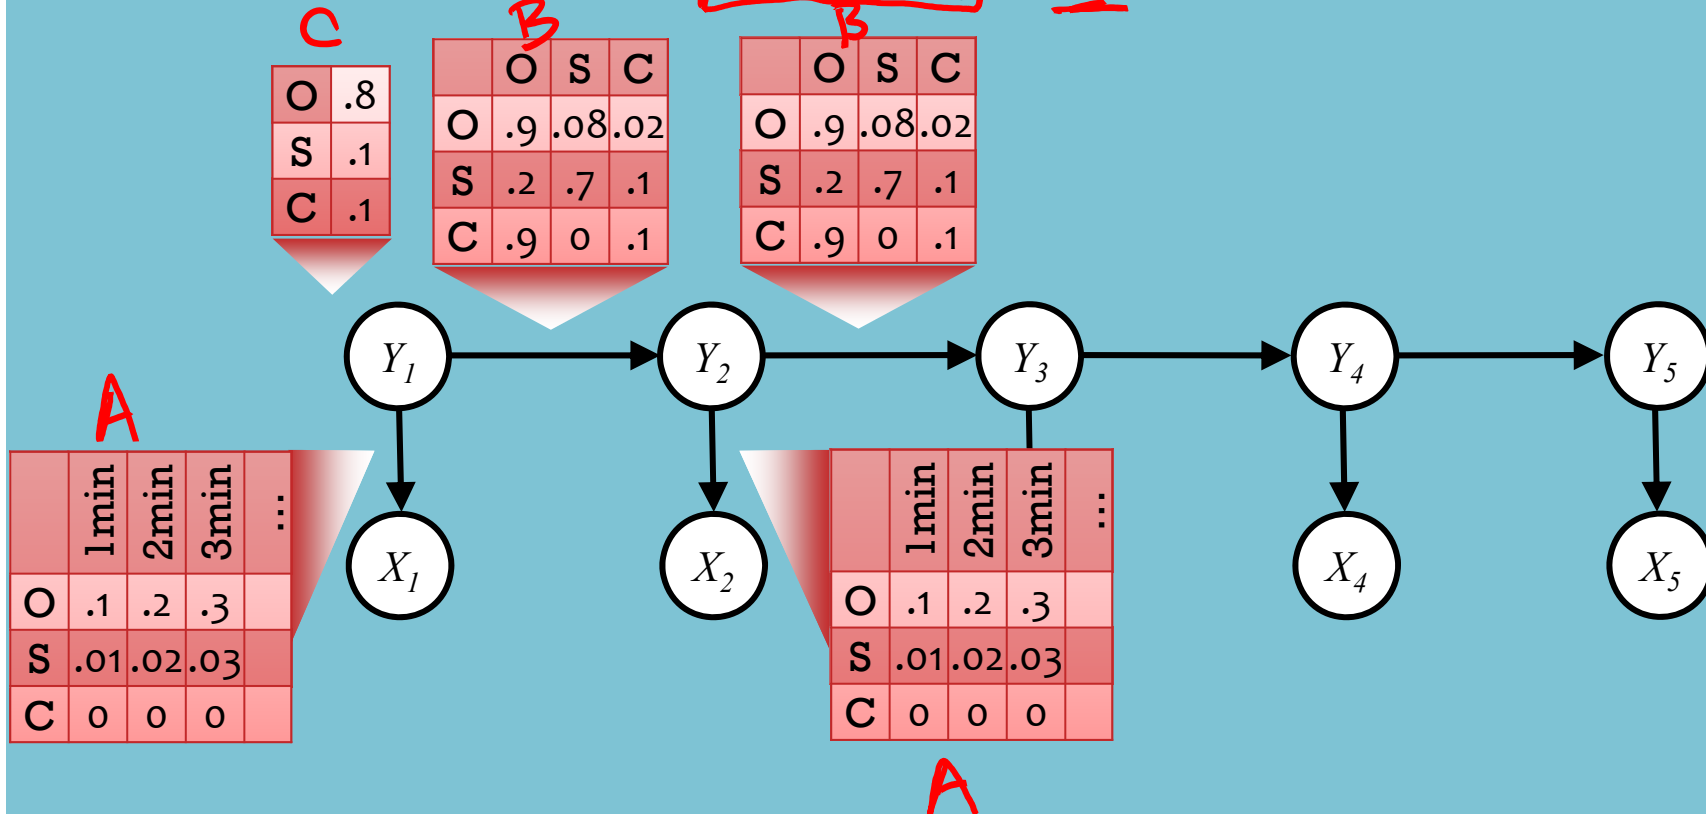 C
B
B
O .8
S .1
C .1
O S C
O .9 .08 .02
S .2 .7 .1
C .9 0 .1
O S C
O .9 .08 .02
S .2 .7 .1
C .9 0 .1
Y1 Y2 Y3 Y4 Y5
A
1min 2min 3min ...
O .1 .2 .3
S .01 .02 .03
C 0 0 0
X1 X2
1min 2min 3min ...
O .1 .2 .3
S .01 .02 .03
C 0 0 0
X4 X5
A